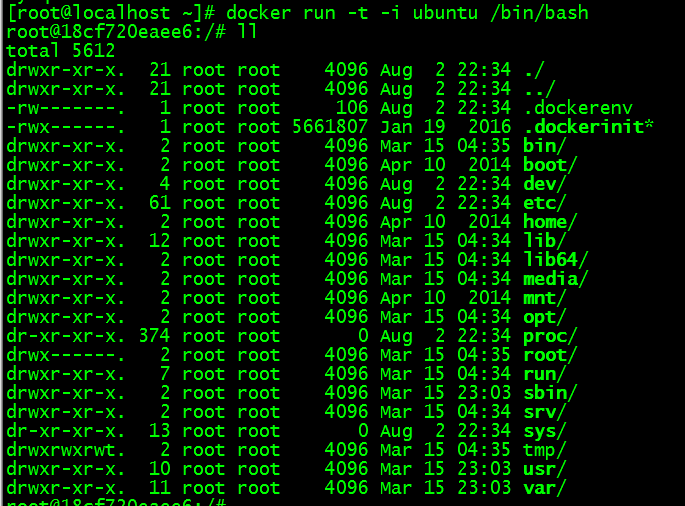 [root@localhost ~]# docker run -t -i ubuntu /bin/bash
root@18cf720eaee6:/# ll
total 5612
drwxr-xr-x.  21 root root    4096 Aug  2 22:34 ./
drwxr-xr-x.  21 root root    4096 Aug  2 22:34 ../
-rw-------.   1 root root     106 Aug  2 22:34 .dockerenv
-rwx------.   1 root root 5661807 Jan 19  2016 .dockerinit*
drwxr-xr-x.   2 root root    4096 Mar 15 04:35 bin/
drwxr-xr-x.   2 root root    4096 Apr 10  2014 boot/
drwxr-xr-x.   4 root root    4096 Aug  2 22:34 dev/
drwxr-xr-x.  61 root root    4096 Aug  2 22:34 etc/
drwxr-xr-x.   2 root root    4096 Apr 10  2014 home/
drwxr-xr-x.  12 root root    4096 Mar 15 04:34 lib/
drwxr-xr-x.   2 root root    4096 Mar 15 04:34 lib64/
drwxr-xr-x.   2 root root    4096 Mar 15 04:34 media/
drwxr-xr-x.   2 root root    4096 Apr 10  2014 mnt/
drwxr-xr-x.   2 root root    4096 Mar 15 04:34 opt/
dr-xr-xr-x. 374 root root       0 Aug  2 22:34 proc/
drwx------.   2 root root    4096 Mar 15 04:35 root/
drwxr-xr-x.   7 root root    4096 Mar 15 04:34 run/
drwxr-xr-x.   2 root root    4096 Mar 15 23:03 sbin/
drwxr-xr-x.   2 root root    4096 Mar 15 04:34 srv/
dr-xr-xr-x.  13 root root       0 Aug  2 22:34 sys/
drwxrwxrwt.   2 root root    4096 Mar 15 04:35 tmp/
drwxr-xr-x.  10 root root    4096 Mar 15 23:03 usr/
drwxr-xr-x.  11 root root    4096 Mar 15 23:03 var/
root@18cf720eaee6:/#